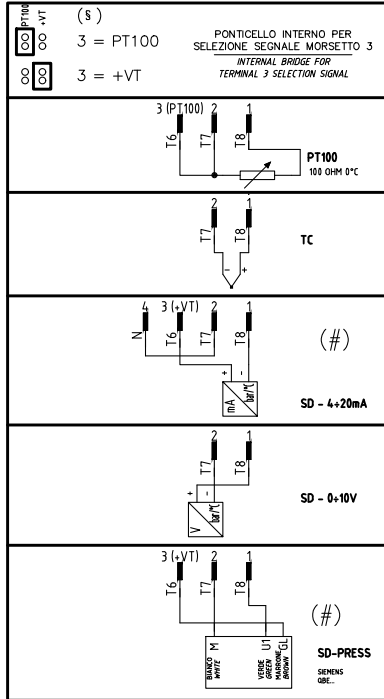 PT100
+VT
(§)
3 = PT100
3 = +VT
PONTICELLO INTERNO PER
SELEZIONE SEGNALE MORSETTO 3
INTERNAL BRIDGE FOR
TERMINAL 3 SELECTION SIGNAL
3 (PT100) 2 1
T6 T7 T8
PT100
100 OHM 0°C
2 1
T7 T8
- +
TC
4 3 (+VT) 2 1
N T6 T7 T8
(#)
+ -
mA
bar/°C
SD - 4÷20mA
2 1
T7 T8
+ -
V
bar/°C
SD - 0÷10V
3 (+VT) 2 1
T6 T7 T8
(#)
M U1 GL
BIANCO
WHITE
VERDE
GREEN
MARRONE
BROWN
SD-PRESS
SIEMENS
QBE...